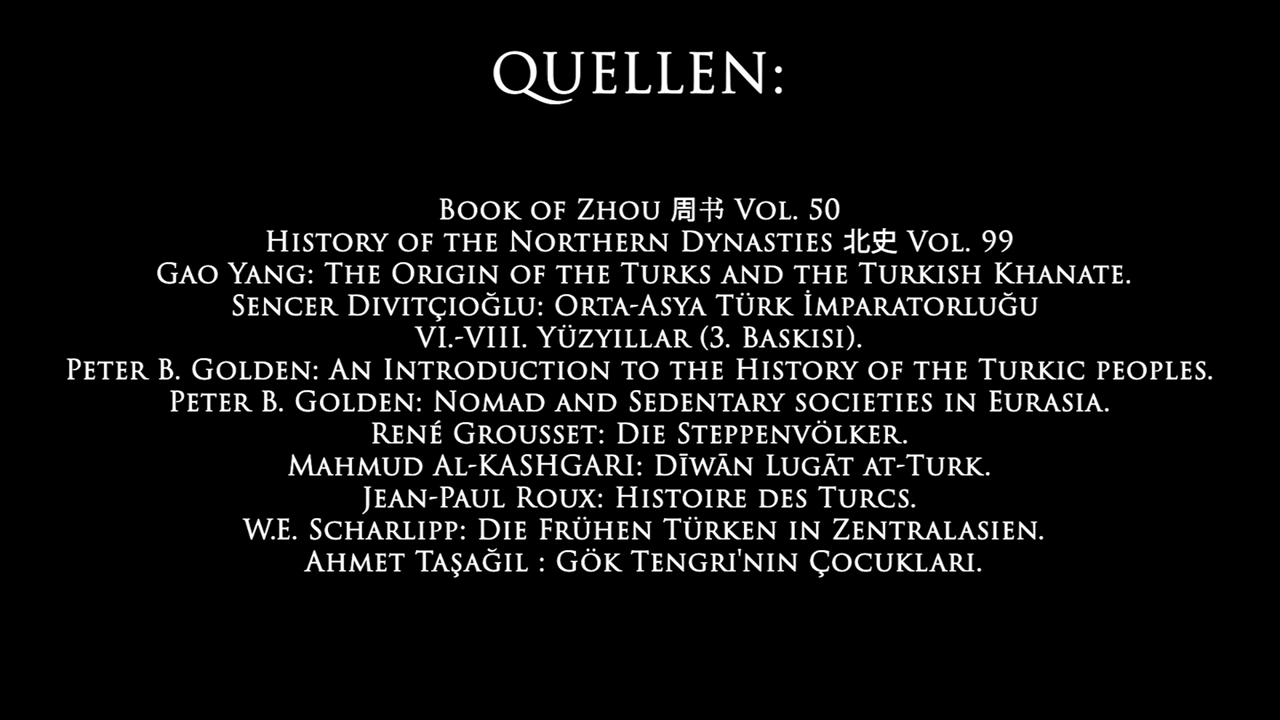 QUELLEN:
BOOK OF ZHOU 周书 VOL. 50
HISTORY OF THE NORTHERN DYNASTIES 北史 VOL. 99
GAO YANG: THE ORIGIN OF THE TURKS AND THE TURKISH KHANATE.
SENCER DIVITÇIOĞLU: ORTA-ASYA TÜRK İMPARATORLUĞU
VI.-VIII. YÜZYILLAR (3. BASKISI).
PETER B. GOLDEN: AN INTRODUCTION TO THE HISTORY OF THE TURKIC PEOPLES.
PETER B. GOLDEN: NOMAD AND SEDENTARY SOCIETIES IN EURASIA.
RENÉ GROUSSET: DIE STEPPENVÖLKER.
MAHMUD AL-KASHGARI: DĪWĀN LUGĀT AT-TURK.
JEAN-PAUL ROUX: HISTOIRE DES TURCS.
W.E. SCHARLIPP: DIE FRÜHEN TÜRKEN IN ZENTRALASIEN.
AHMET TAŞAĞIL : GÖK TENGRI'NIN ÇOCUKLARI.